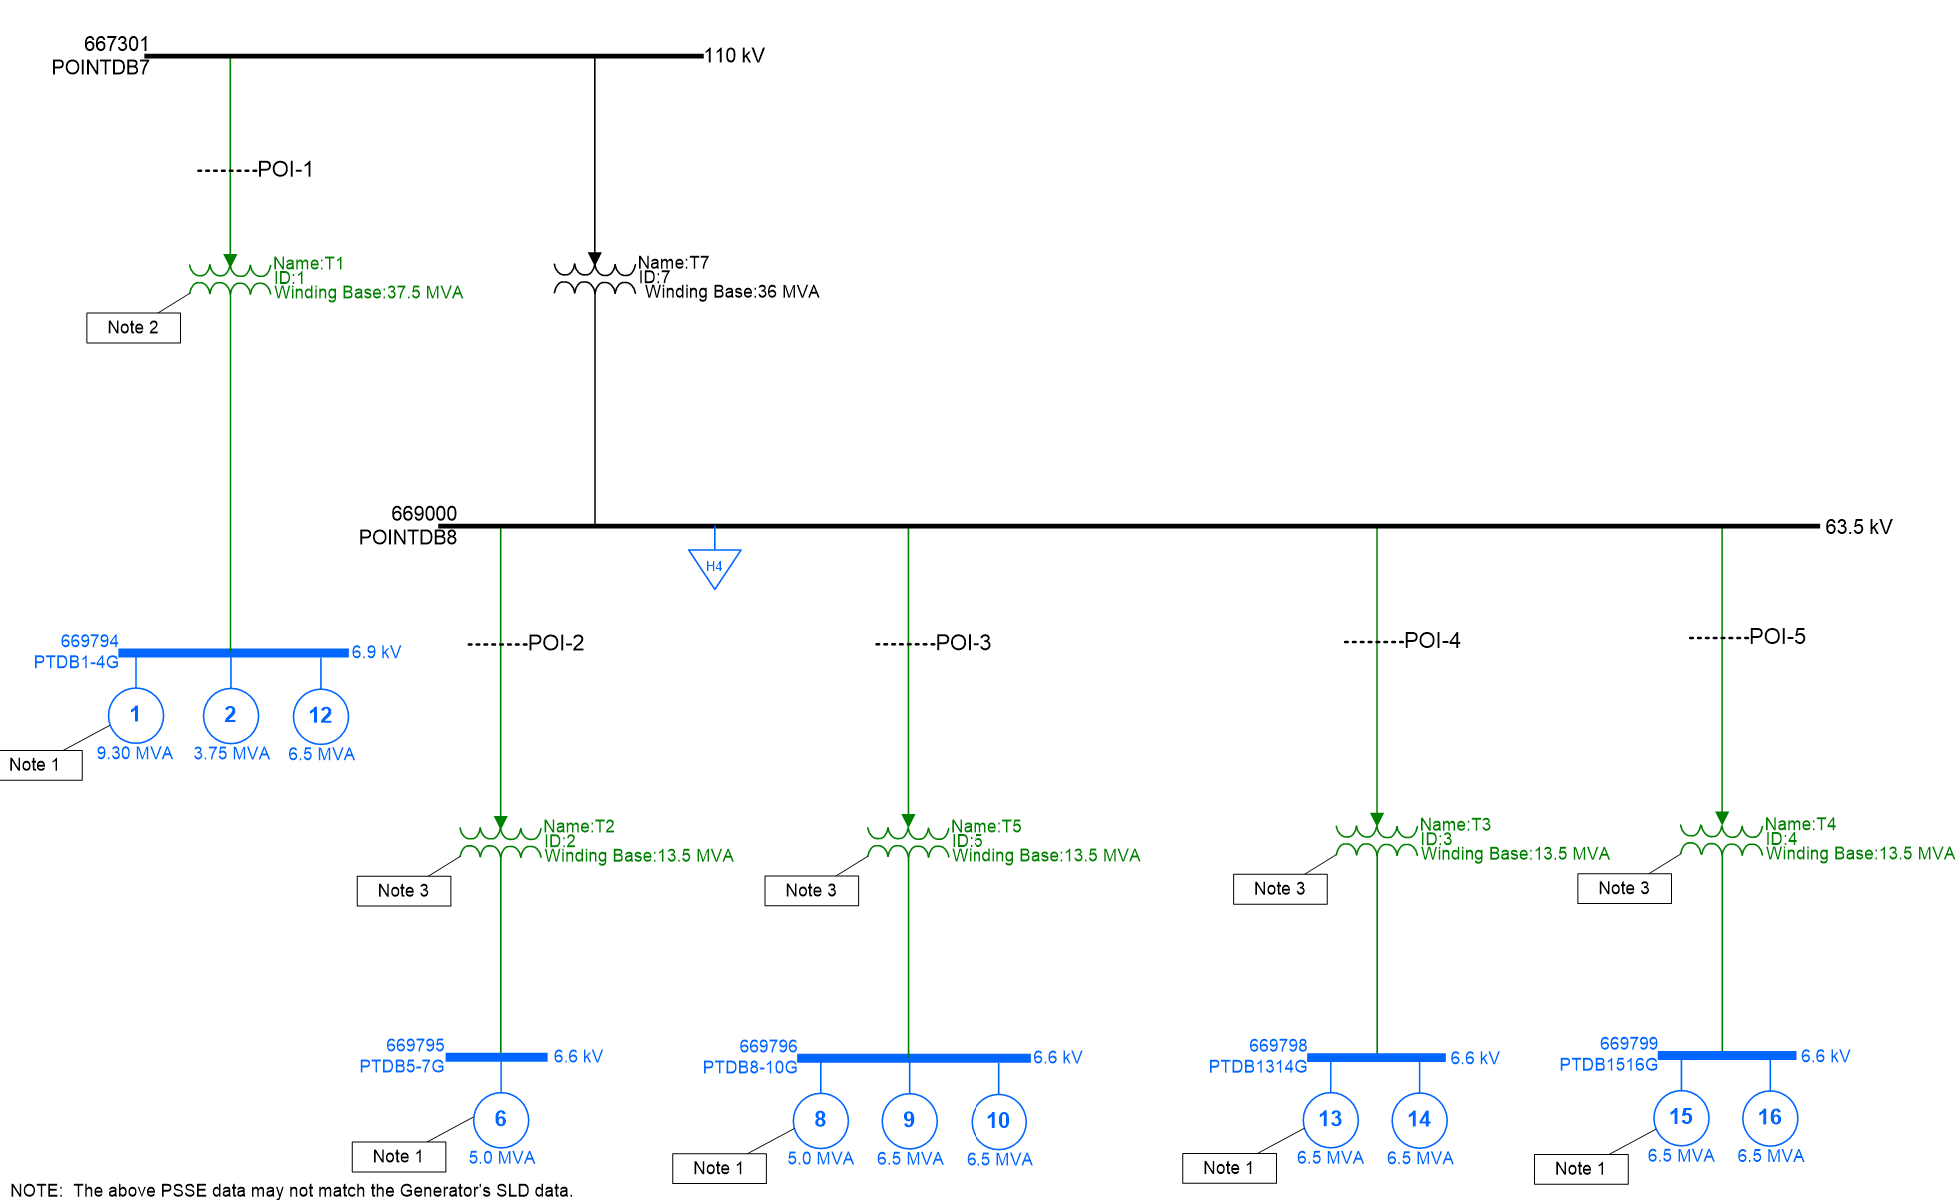 667301
POINTDB7
110 kV
POI-1
Name:T1
ID:1
Winding Base:37.5 MVA
Note 2
Name:T7
ID:7
Winding Base:36 MVA
669000
POINTDB8
63.5 kV
H4
669794
PTDB1-4G
6.9 kV
1
2
12
9.30 MVA
3.75 MVA
6.5 MVA
Note 1
POI-2
POI-3
POI-4
POI-5
Name:T2
ID:2
Winding Base:13.5 MVA
Note 3
Name:T5
ID:5
Winding Base:13.5 MVA
Note 3
Name:T3
ID:3
Winding Base:13.5 MVA
Note 3
Name:T4
ID:4
Winding Base:13.5 MVA
Note 3
669795
PTDB5-7G
6.6 kV
6
5.0 MVA
Note 1
669796
PTDB8-10G
6.6 kV
8
9
10
5.0 MVA
6.5 MVA
6.5 MVA
Note 1
669798
PTDB1314G
6.6 kV
13
14
6.5 MVA
6.5 MVA
Note 1
669799
PTDB1516G
6.6 kV
15
16
6.5 MVA
6.5 MVA
Note 1
NOTE: The above PSSE data may not match the Generator's SLD data.